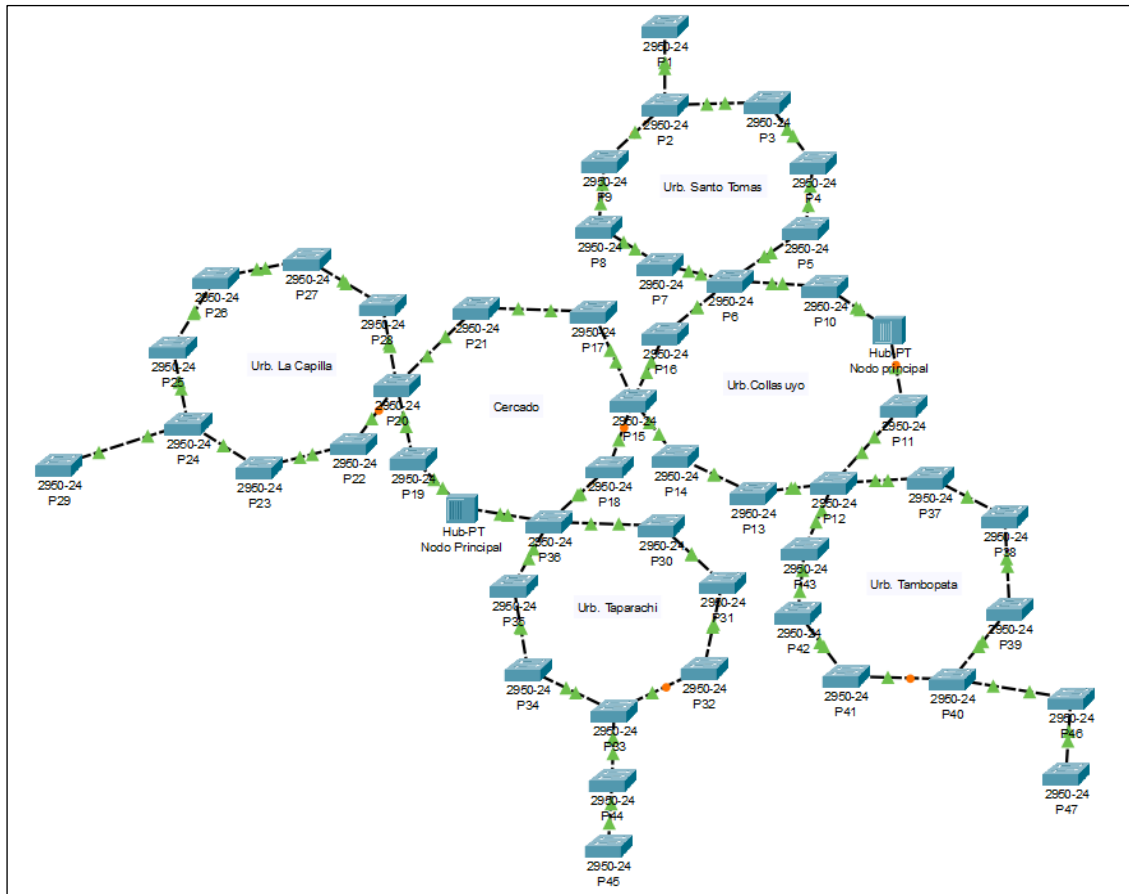 2950-24
P1
2950-24
P2
2950-24
P3
2950-24
P4
2950-24
P9
Urb. Santo Tomas
2950-24
P5
2950-24
P8
2950-24
P7
2950-24
P6
2950-24
P10
2950-24
P27
2950-24
P26
2950-24
P28
2950-24
P21
2950-24
P17
2950-24
P16
Hub-PT
Nodo principal
2950-24
P25
Urb. La Capilla
Urb.Collasuyo
2950-24
P20
Cercado
2950-24
P15
2950-24
P11
2950-24
P24
2950-24
P22
2950-24
P29
2950-24
P23
2950-24
P19
2950-24
P18
2950-24
P14
2950-24
P13
2950-24
P12
2950-24
P37
Hub-PT
Nodo Principal
2950-24
P36
2950-24
P30
2950-24
P38
2950-24
P43
2950-24
P35
Urb. Taparachi
2950-24
P31
Urb. Tambopata
2950-24
P42
2950-24
P39
2950-24
P34
2950-24
P32
2950-24
P41
2950-24
P40
2950-24
P33
2950-24
P46
2950-24
P44
2950-24
P47
2950-24
P45